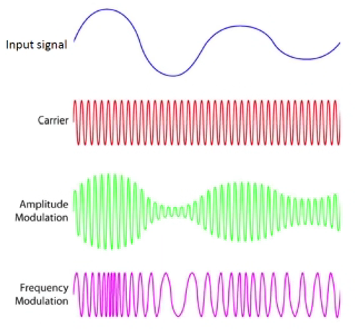 Input signal
Carrier
Amplitude
Modulation
Frequency
Modulation